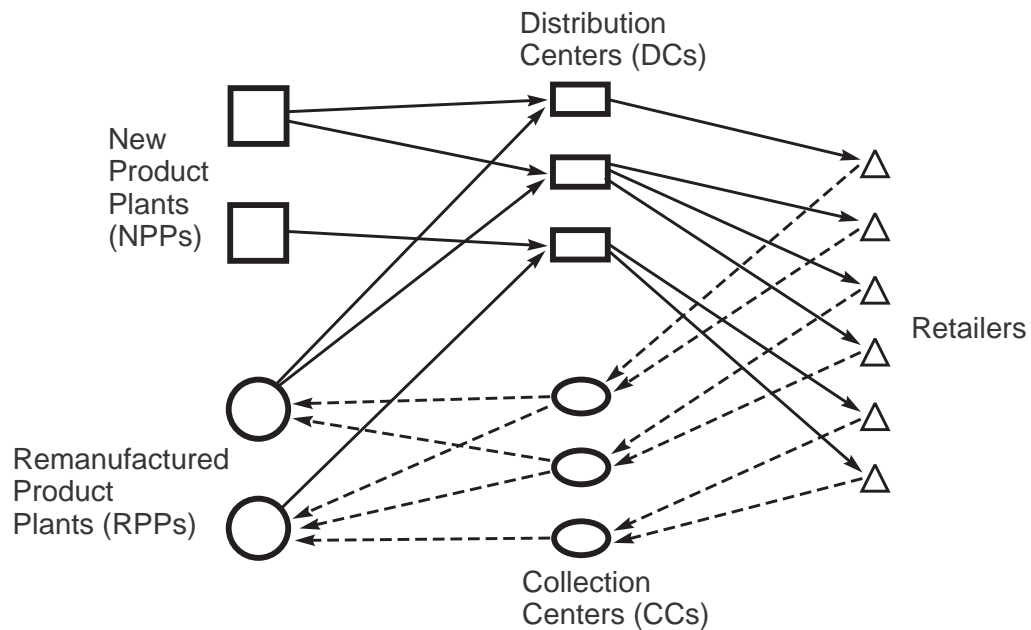 Distribution
Centers (DCs)
New
Product
Plants
(NPPs)
Retailers
Remanufactured
Product
Plants (RPPs)
Collection
Centers (CCs)